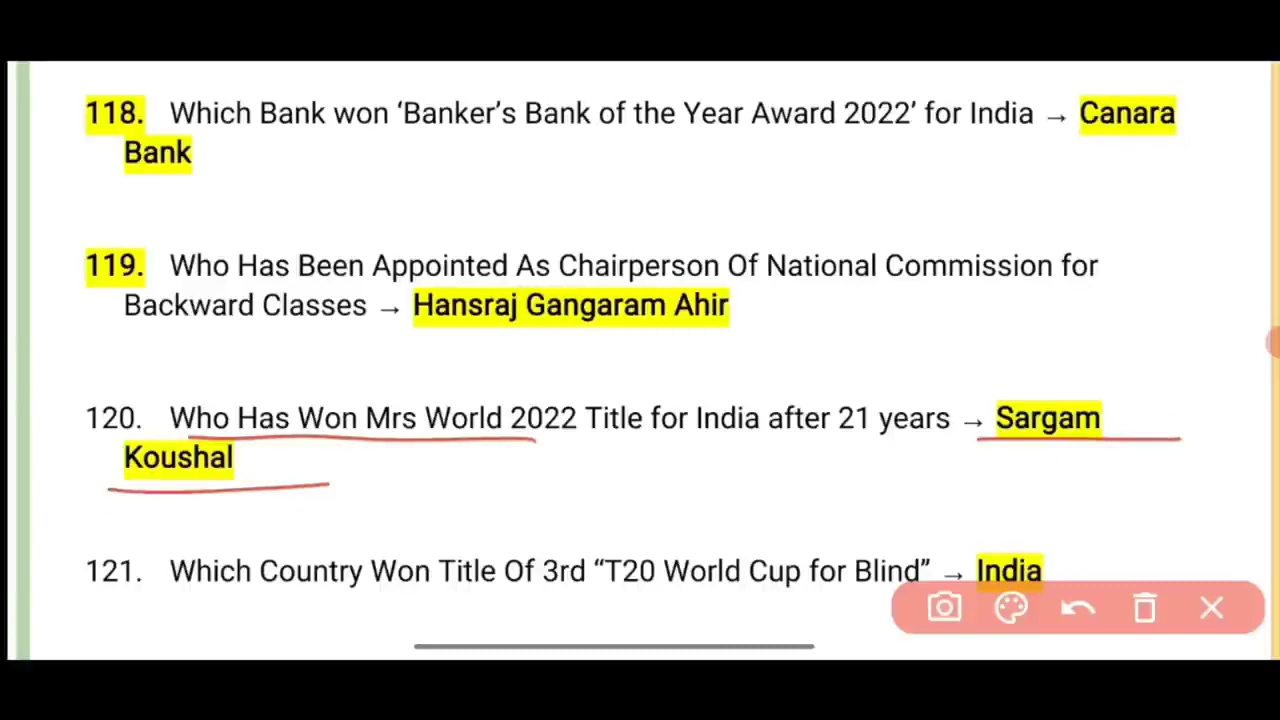 118. Which Bank won ‘Banker’s Bank of the Year Award 2022’ for India → Canara
Bank
119. Who Has Been Appointed As Chairperson Of National Commission for
Backward Classes → Hansraj Gangaram Ahir
120. Who Has Won Mrs World 2022 Title for India after 21 years → Sargam
Koushal
121. Which Country Won Title Of 3rd “T20 World Cup for Blind” → India